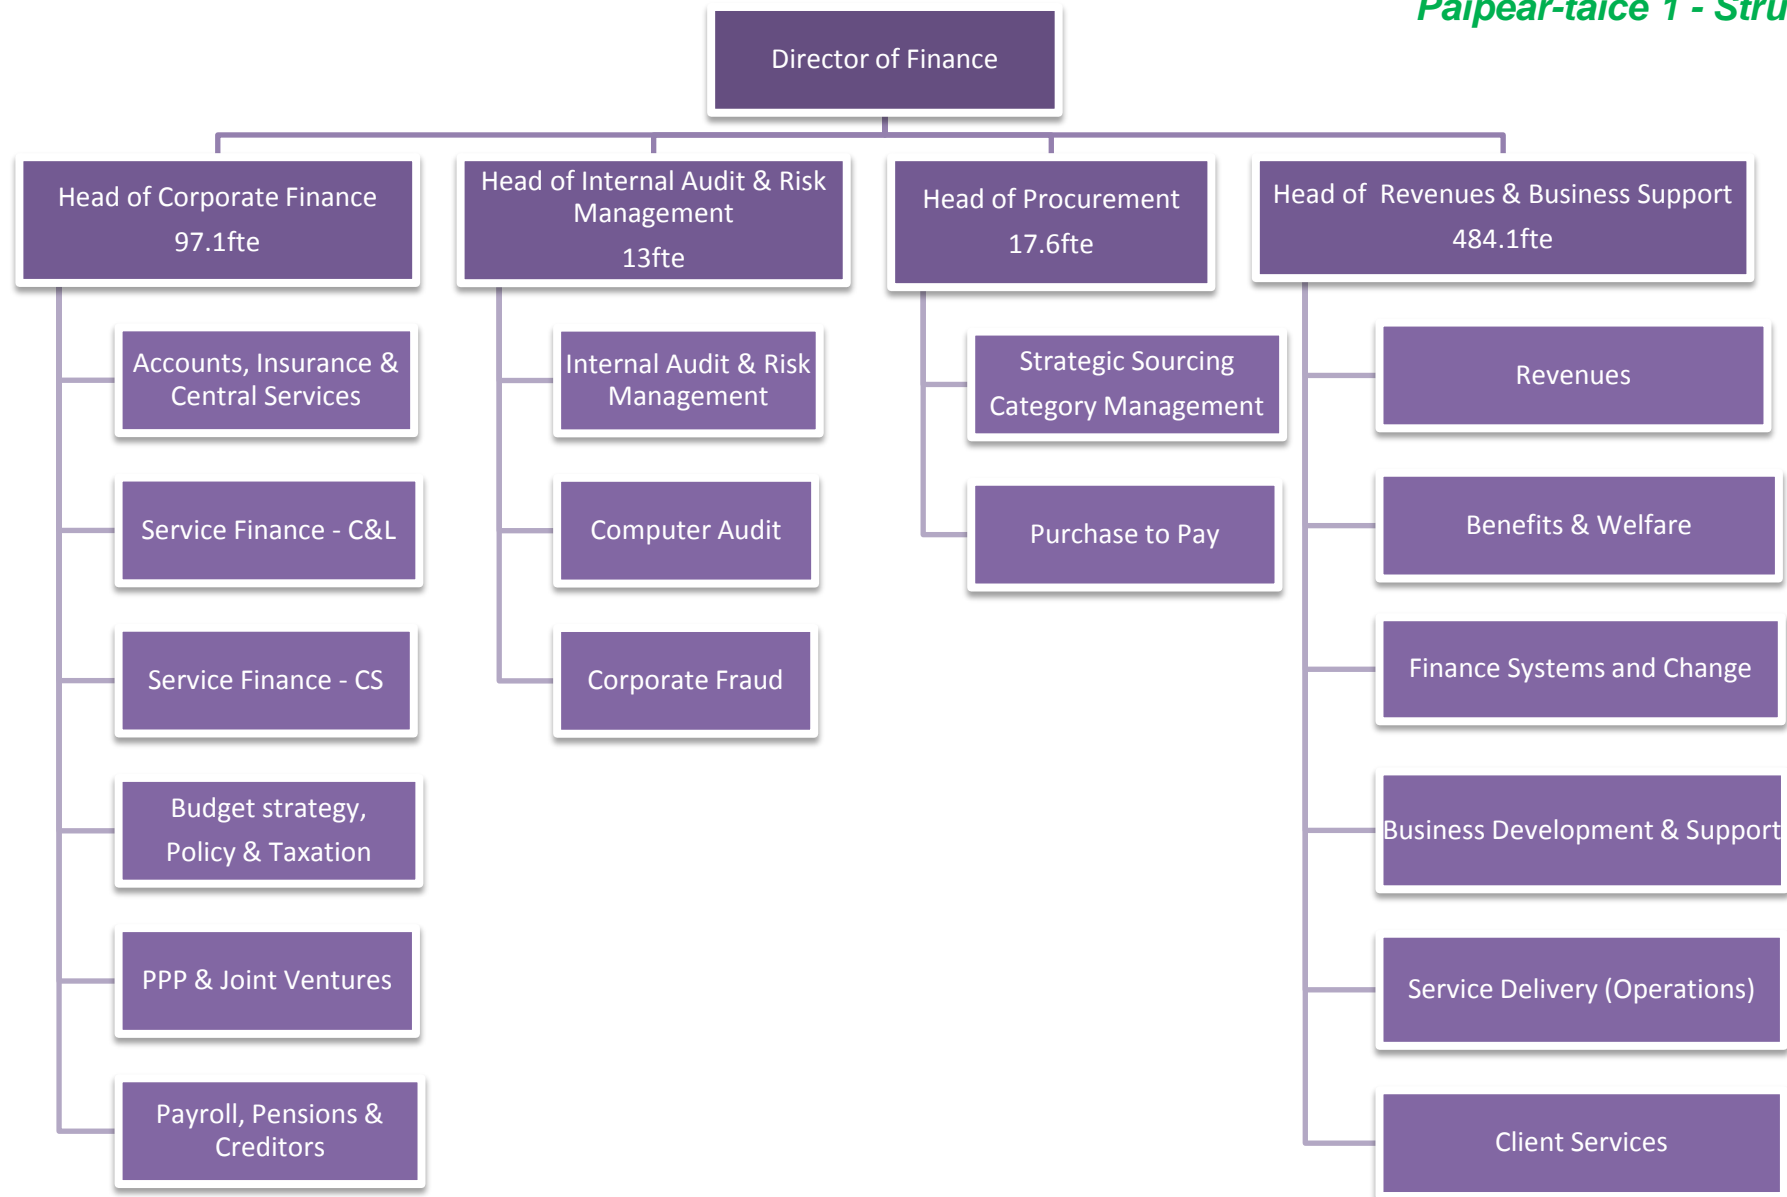 Paipear-taice 1 - Stru
Director of Finance
Head of Corporate Finance
97.1fte
Head of Internal Audit & Risk
Management
13fte
Head of Procurement
17.6fte
Head of  Revenues & Business Support
484.1fte
Accounts, Insurance &
Central Services
Service Finance - C&L
Service Finance - CS
Budget strategy,
Policy & Taxation
PPP & Joint Ventures
Payroll, Pensions &
Creditors
Internal Audit & Risk
Management
Computer Audit
Corporate Fraud
Strategic Sourcing
Category Management
Purchase to Pay
Revenues
Benefits & Welfare
Finance Systems and Change
Business Development & Support
Service Delivery (Operations)
Client Services